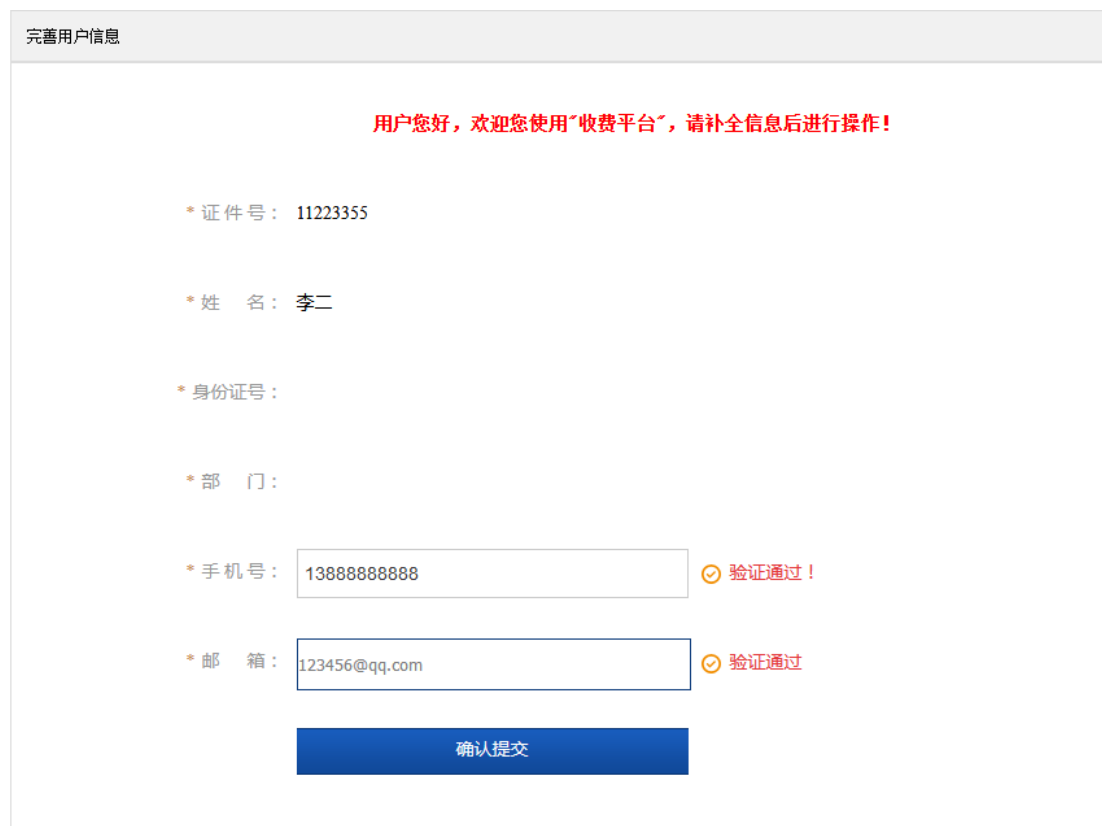 完善用户信息
用户您好，欢迎您使用"收费平台"，请补全信息后进行操作！
* 证件号： 11223355
* 姓 名： 李二
* 身份证号：
* 部 门：
* 手机号： 13888888888 验证通过！
* 邮 箱： 123456@qq.com 验证通过
确认提交